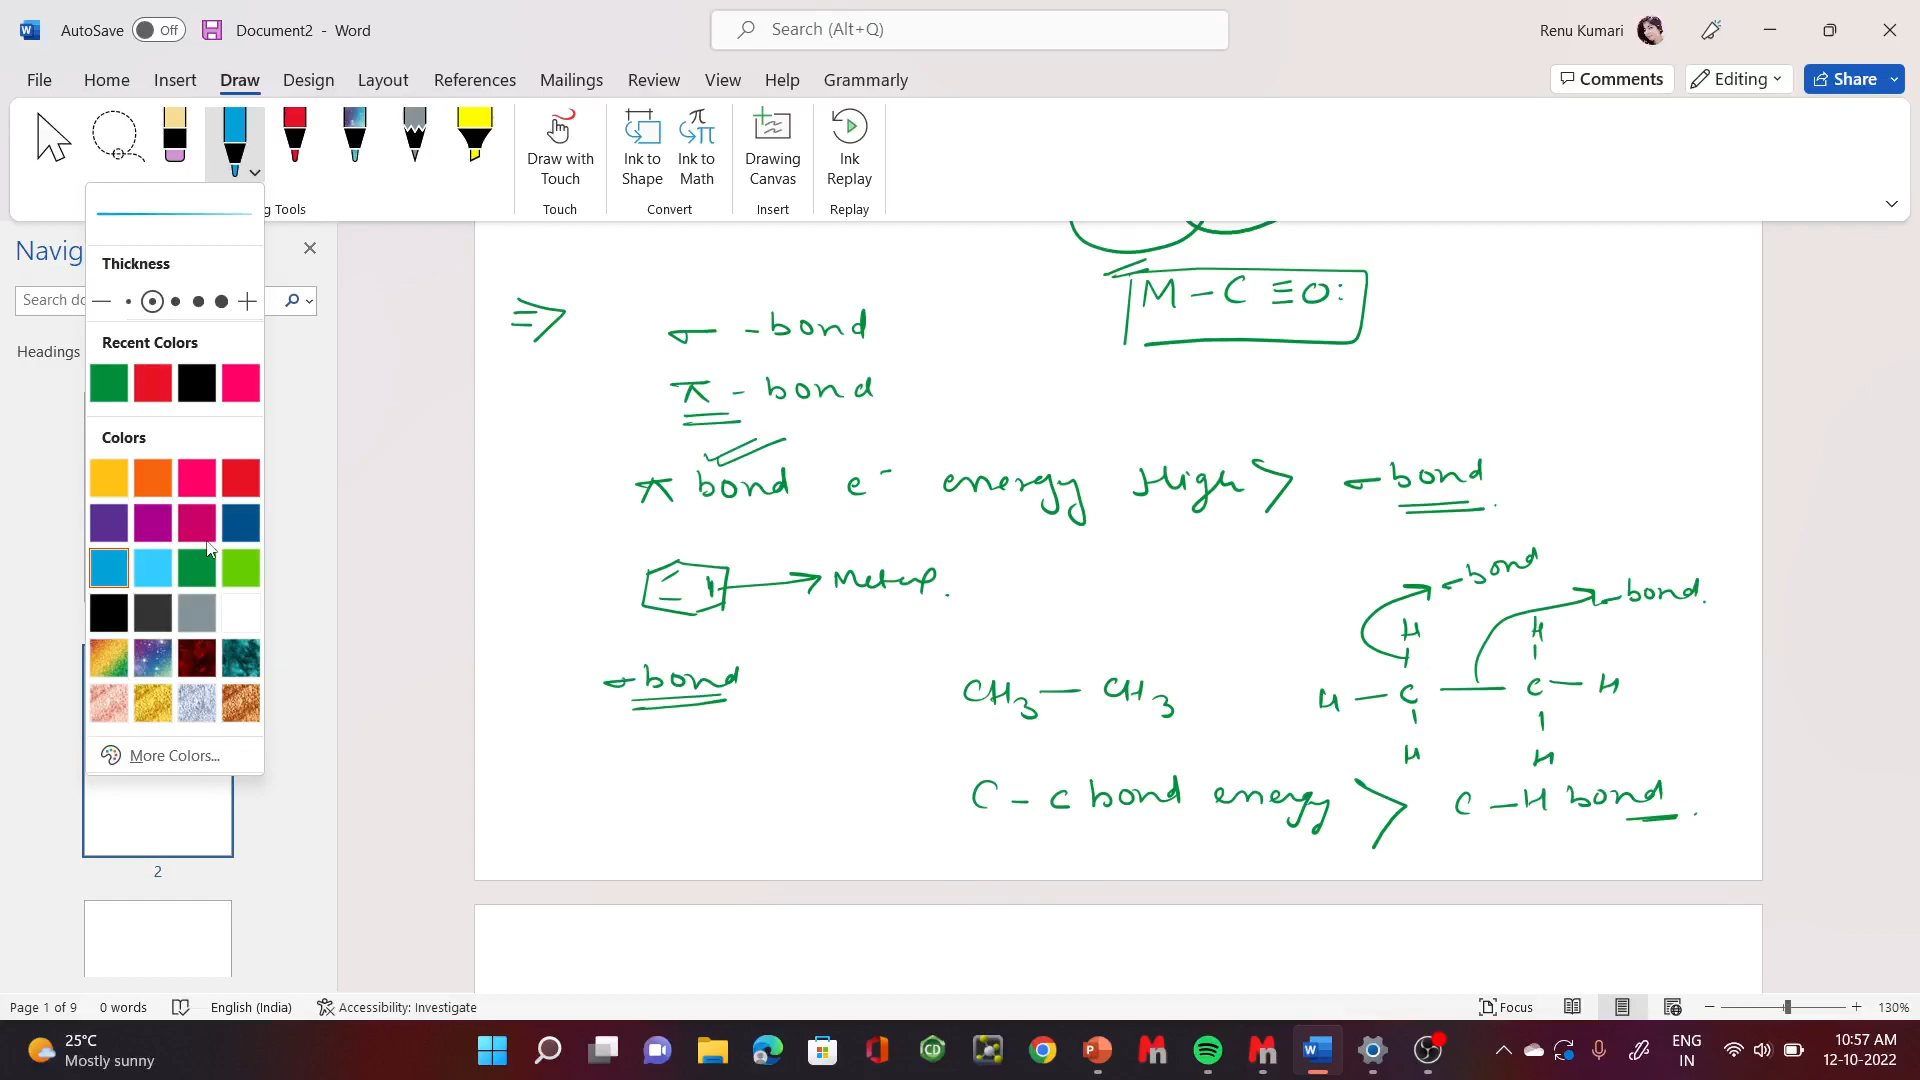 AutoSave Off Document2 - Word Search (Alt+Q) Renu Kumari
File Home Insert Draw Design Layout References Mailings Review View Help Grammarly Comments Editing Share
Draw with Touch
Ink to Shape
Ink to Math
Drawing Canvas
Ink Replay
g Tools Touch Convert Insert Replay
Navig
Search do
Headings
Thickness
Recent Colors
Colors
More Colors...
2
M - C ≡ O:
⇒ σ - bond
π - bond
π bond e⁻ energy High > σ bond.
→ Metal.
σ bond
σ bond.
H H
σ bond CH3 — CH3 H — C — C — H
H H
C - C bond energy > C - H bond.
Page 1 of 9 0 words English (India) Accessibility: Investigate Focus 130%
25°C
Mostly sunny
ENG
IN
10:57 AM
12-10-2022